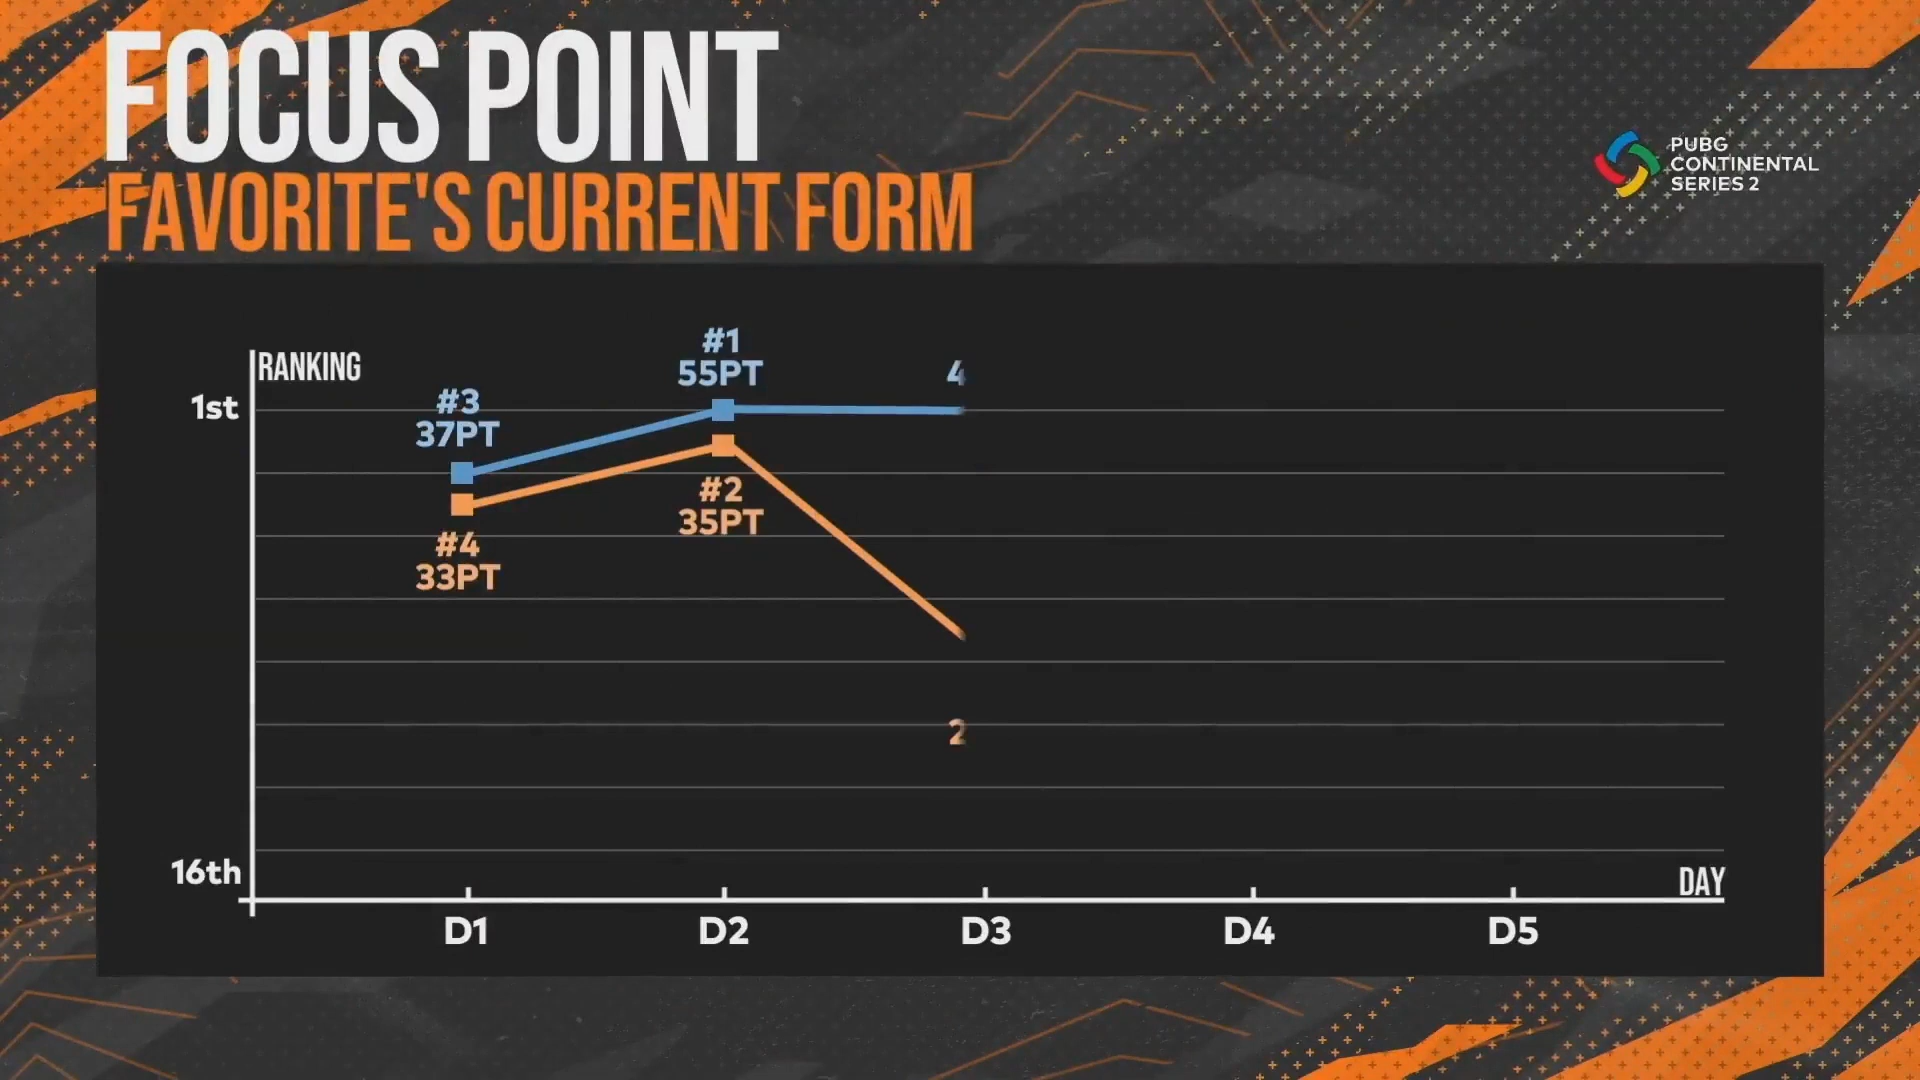 FOCUS POINT
FAVORITE'S CURRENT FORM
PUBG
CONTINENTAL
SERIES 2
RANKING
1st
#3
37PT
#1
55PT
4
#4
33PT
#2
35PT
2
16th
DAY
D1
D2
D3
D4
D5